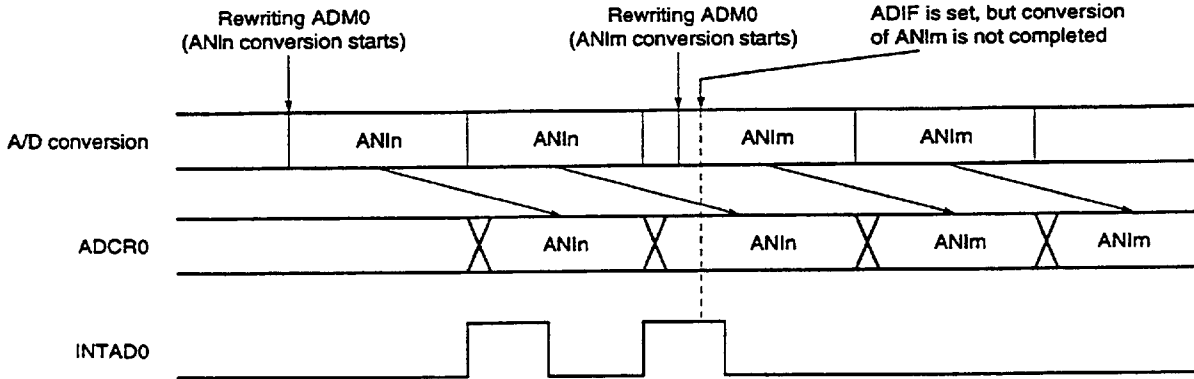 Rewriting ADM0
(ANIn conversion starts)
Rewriting ADM0
(ANIm conversion starts)
ADIF is set, but conversion
of ANIm is not completed
A/D conversion
ANIn
ANIn
ANIm
ANIm
ADCR0
ANIn
ANIn
ANIm
ANIm
INTAD0